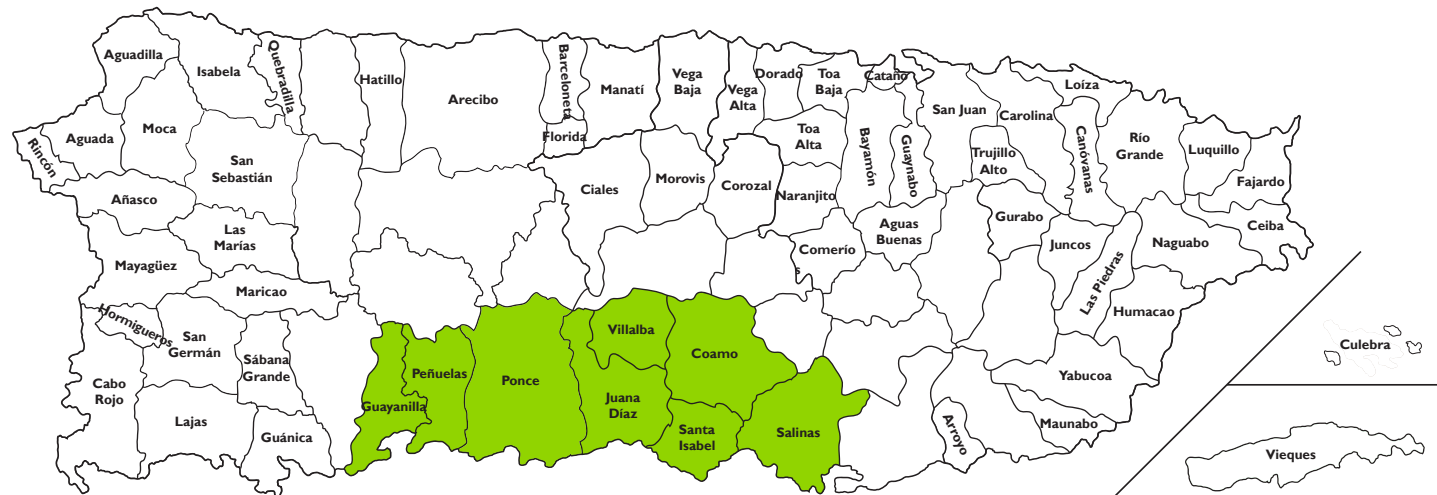 Aguadilla
Isabela
Quebradilla
Hatillo
Arecibo
Barceloneta
Manatí
Vega
Baja
Vega
Alta
Dorado
Toa
Baja
Cataño
San Juan
Carolina
Loíza
Rincón
Aguada
Moca
San
Sebastián
Florida
Toa
Alta
Bayamón
Guaynabo
Trujillo
Alto
Canóvanas
Río
Grande
Luquillo
Fajardo
Añasco
Ciales
Morovis
Corozal
Naranjito
Las
Marías
Comerío
s
Aguas
Buenas
Gurabo
Juncos
Las Piedras
Naguabo
Ceiba
Mayagüez
Maricao
Humacao
Hormigueros
San
Germán
Sábana
Grande
Villalba
Coamo
Culebra
Cabo
Rojo
Guayanilla
Peñuelas
Ponce
Juana
Díaz
Yabucoa
Lajas
Guánica
Santa
Isabel
Salinas
Arroyo
Maunabo
Vieques